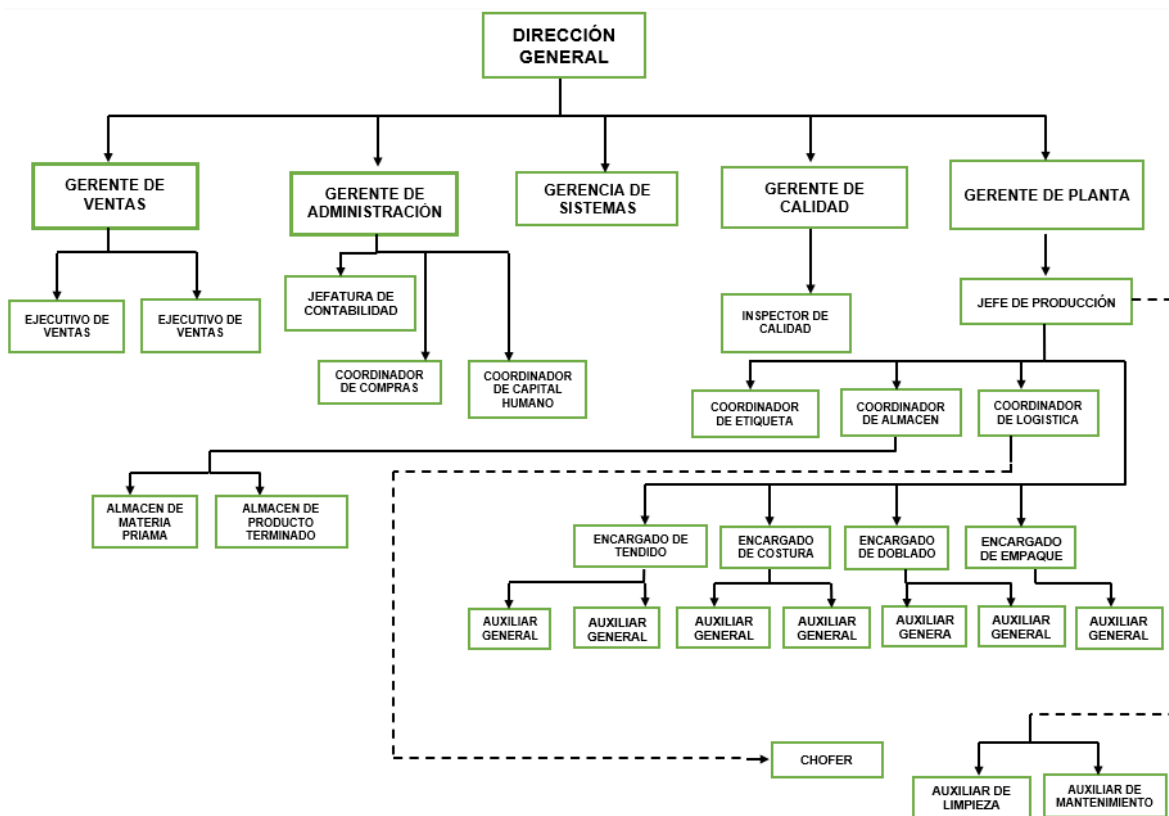 DIRECCIÓN
GENERAL
GERENTE DE
VENTAS
GERENTE DE
ADMINISTRACIÓN
GERENCIA DE
SISTEMAS
GERENTE DE
CALIDAD
GERENTE DE PLANTA
EJECUTIVO DE
VENTAS
EJECUTIVO DE
VENTAS
JEFATURA DE
CONTABILIDAD
COORDINADOR
DE COMPRAS
COORDINADOR
DE CAPITAL
HUMANO
INSPECTOR DE
CALIDAD
JEFE DE PRODUCCIÓN
COORDINADOR
DE ETIQUETA
COORDINADOR
DE ALMACEN
COORDINADOR
DE LOGISTICA
ALMACEN DE
MATERIA
PRIAMA
ALMACEN DE
PRODUCTO
TERMINADO
ENCARGADO DE
TENDIDO
ENCARGADO
DE COSTURA
ENCARGADO
DE DOBLADO
ENCARGADO
DE EMPAQUE
AUXILIAR
GENERAL
AUXILIAR
GENERAL
AUXILIAR
GENERAL
AUXILIAR
GENERAL
AUXILIAR
GENERA
AUXILIAR
GENERAL
AUXILIAR
GENERAL
CHOFER
AUXILIAR DE
LIMPIEZA
AUXILIAR DE
MANTENIMIENTO